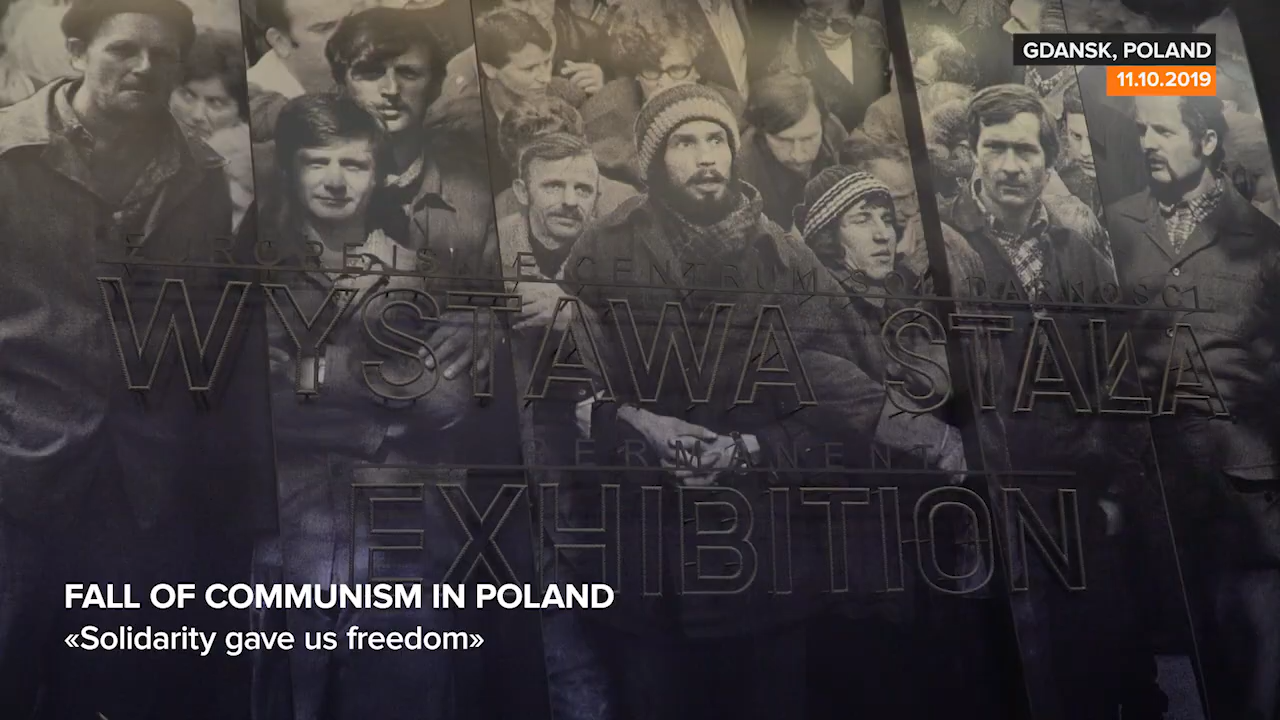 GDANSK, POLAND
11.10.2019
EUROPEJSKIE CENTRUM SOLIDARNOŚCI
WYSTAWA STAŁA
PERMANENT
EXHIBITION
FALL OF COMMUNISM IN POLAND
«Solidarity gave us freedom»